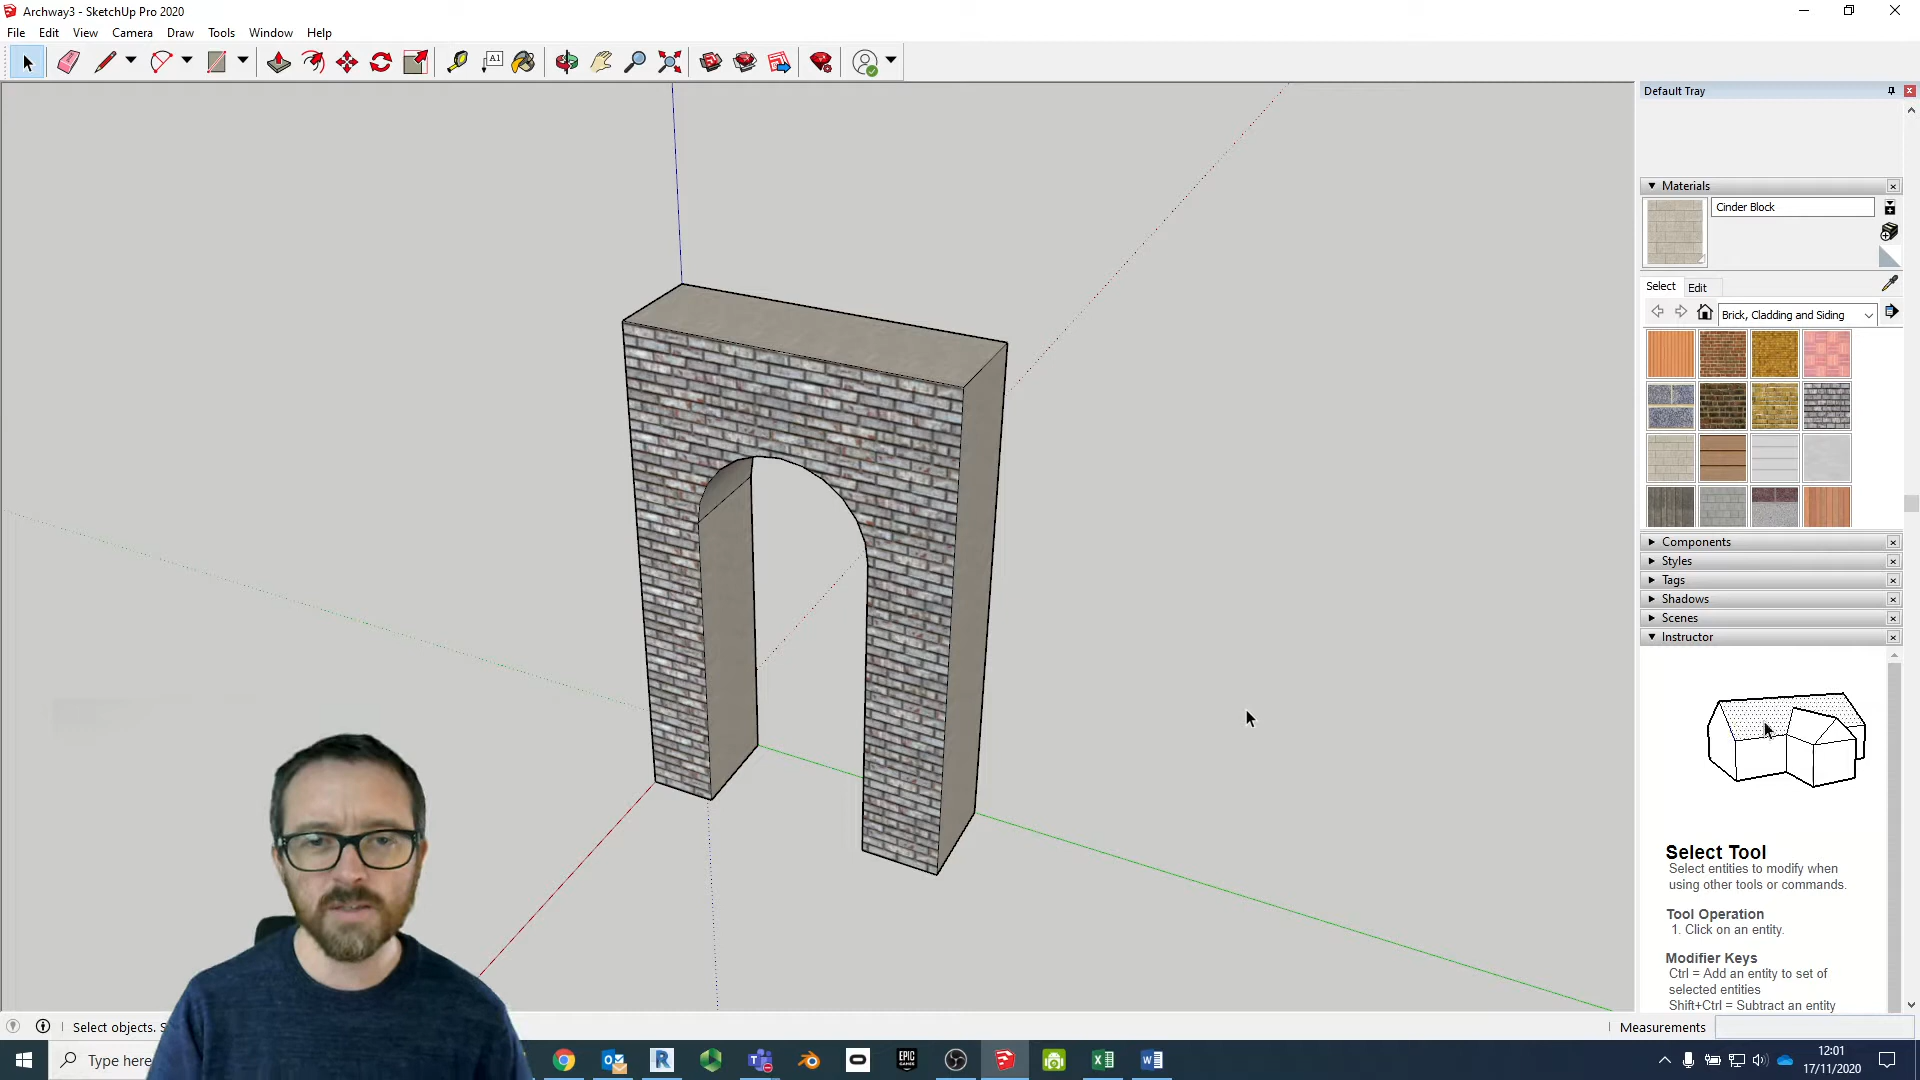 Archway3 - SketchUp Pro 2020
File Edit View Camera Draw Tools Window Help
A1
Default Tray
Materials
Cinder Block
Select Edit
Brick, Cladding and Siding
Components
Styles
Tags
Shadows
Scenes
Instructor
Select Tool
Select entities to modify when
using other tools or commands.
Tool Operation
1. Click on an entity.
Modifier Keys
Ctrl = Add an entity to set of
selected entities
Shift+Ctrl = Subtract an entity
Select objects. S
Measurements
Type here
R
EPIC
GAMES
12:01
17/11/2020